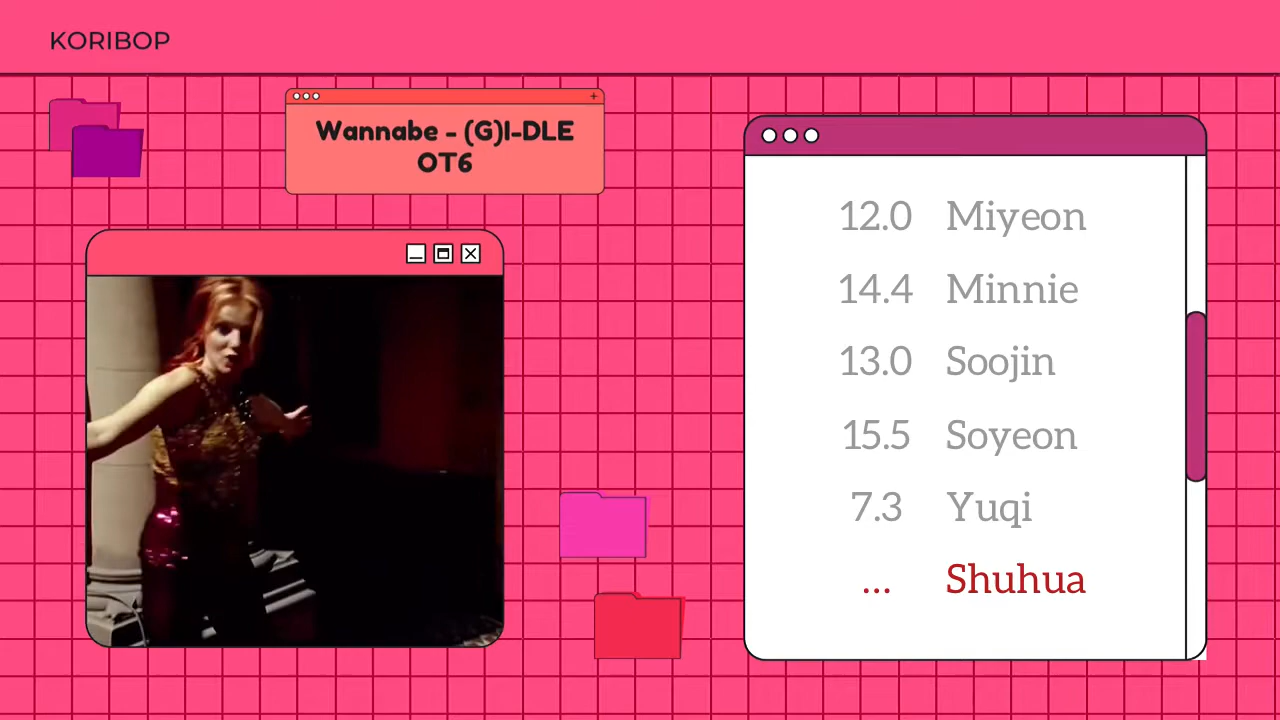 KORIBOP
Wannabe - (G)I-DLE
OT6
12.0 Miyeon
14.4 Minnie
13.0 Soojin
15.5 Soyeon
7.3 Yuqi
... Shuhua